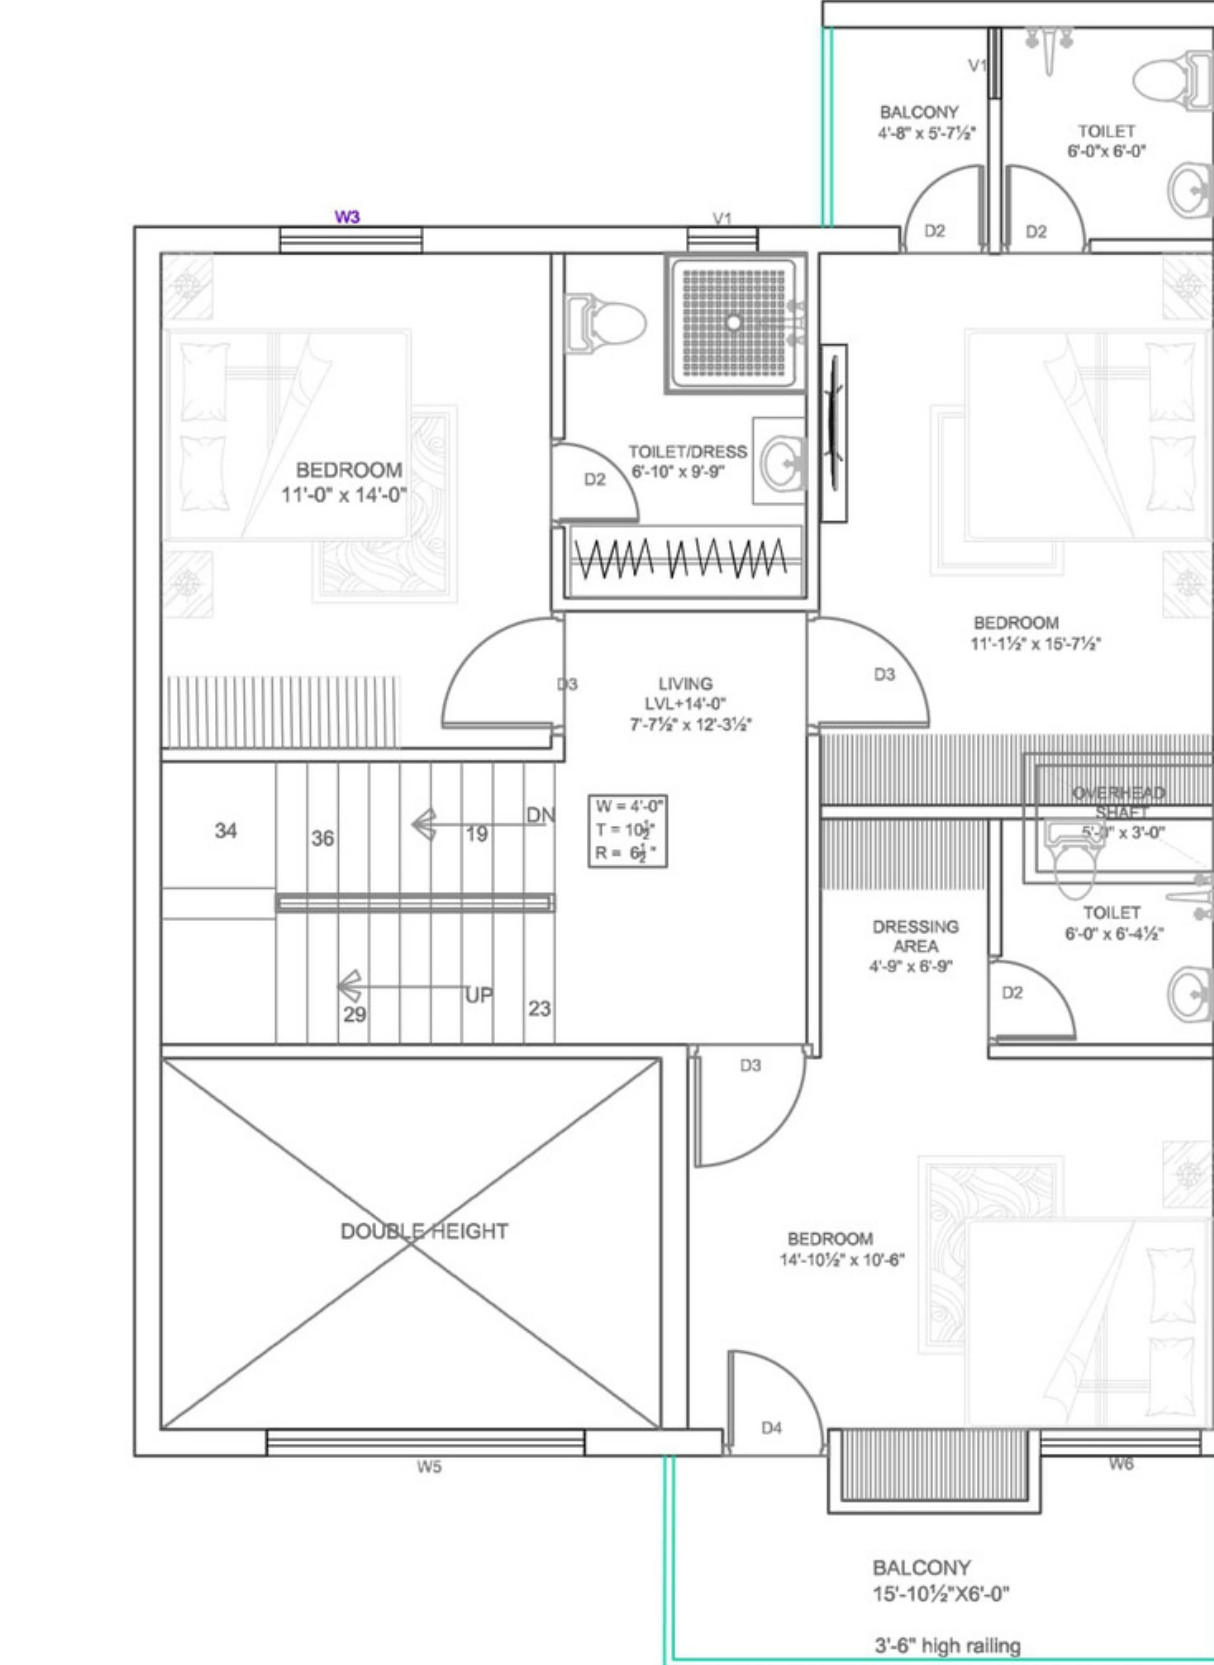 V1
BALCONY
4'-8" x 5'-7½"
TOILET
6'-0"x 6'-0"
W3
V1
D2
D2
BEDROOM
11'-0" x 14'-0"
TOILET/DRESS
6'-10" x 9'-9"
D2
BEDROOM
11'-1½" x 15'-7½"
D3
LIVING
LVL+14'-0"
7'-7½" x 12'-3½"
D3
OVERHEAD
SHAFT
5'-0" x 3'-0"
34
36
19
DN
W = 4'-0"
T = 10½"
R = 6½"
DRESSING
AREA
4'-9" x 6'-9"
TOILET
6'-0" x 6'-4½"
D2
29
UP
23
D3
DOUBLE HEIGHT
BEDROOM
14'-10½" x 10'-6"
D4
W5
W6
BALCONY
15'-10½"X6'-0"
3'-6" high railing